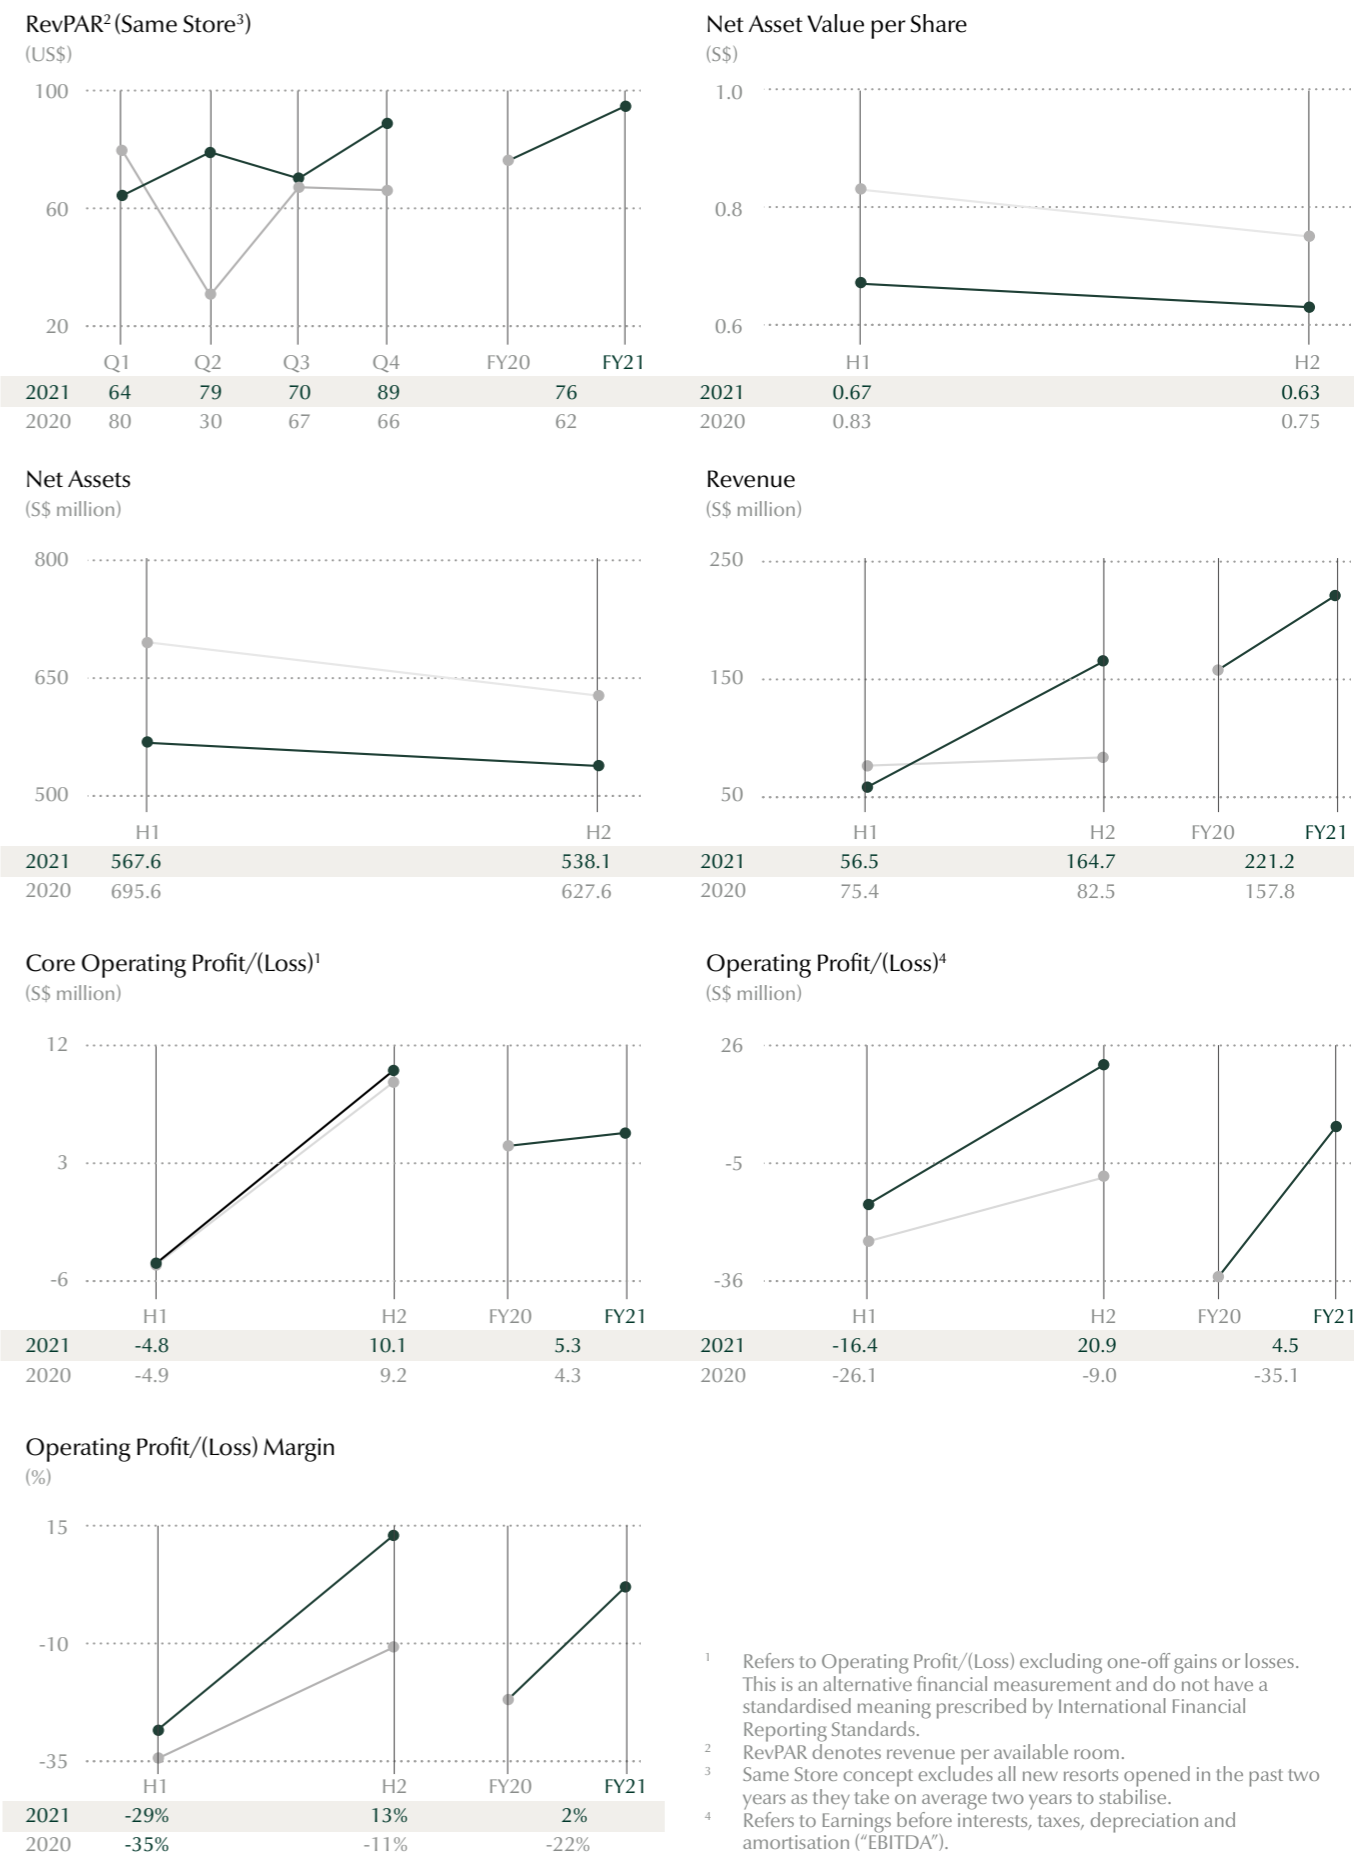 RevPAR² (Same Store³)
(US$)
100
60
20
Q1 Q2 Q3 Q4 FY20 FY21
2021 64 79 70 89 76
2020 80 30 67 66 62
Net Asset Value per Share
(S$)
1.0
0.8
0.6
H1 H2
2021 0.67 0.63
2020 0.83 0.75
Net Assets
(S$ million)
800
650
500
H1 H2
2021 567.6 538.1
2020 695.6 627.6
Revenue
(S$ million)
250
150
50
H1 H2 FY20 FY21
2021 56.5 164.7 221.2
2020 75.4 82.5 157.8
Core Operating Profit/(Loss)¹
(S$ million)
12
3
-6
H1 H2 FY20 FY21
2021 -4.8 10.1 5.3
2020 -4.9 9.2 4.3
Operating Profit/(Loss)⁴
(S$ million)
26
-5
-36
H1 H2 FY20 FY21
2021 -16.4 20.9 4.5
2020 -26.1 -9.0 -35.1
Operating Profit/(Loss) Margin
(%)
15
-10
-35
H1 H2 FY20 FY21
2021 -29% 13% 2%
2020 -35% -11% -22%
¹ Refers to Operating Profit/(Loss) excluding one-off gains or losses.
This is an alternative financial measurement and do not have a
standardised meaning prescribed by International Financial
Reporting Standards.
² RevPAR denotes revenue per available room.
³ Same Store concept excludes all new resorts opened in the past two
years as they take on average two years to stabilise.
⁴ Refers to Earnings before interests, taxes, depreciation and
amortisation (“EBITDA”).